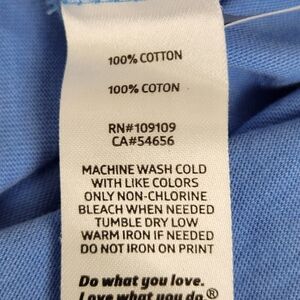 100% COTTON
100% COTON
RN#109109
CA#54656
MACHINE WASH COLD
WITH LIKE COLORS
ONLY NON-CHLORINE
BLEACH WHEN NEEDED
TUMBLE DRY LOW
WARM IRON IF NEEDED
DO NOT IRON ON PRINT
Do what you love.
Love what you do.®